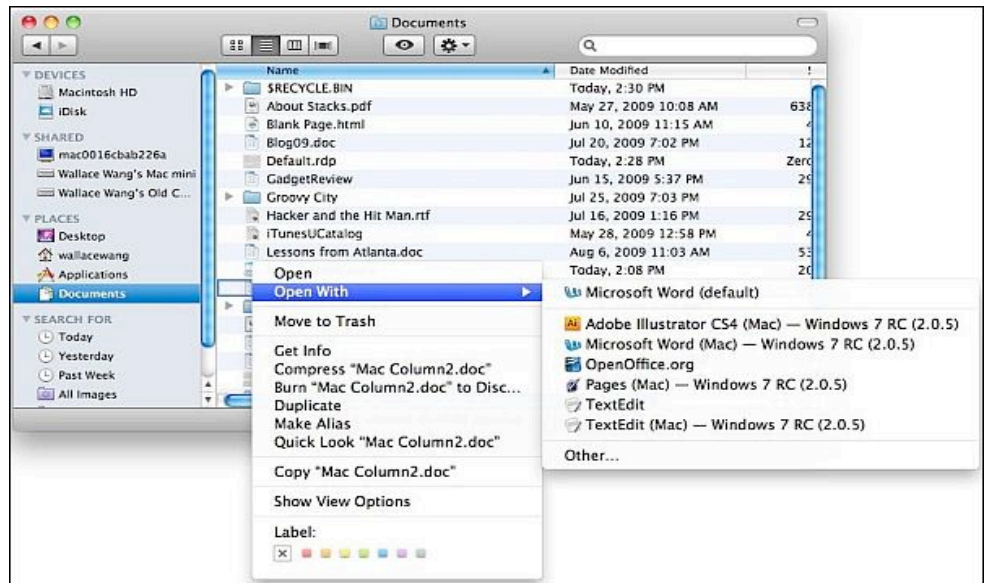 Documents
Name Date Modified
DEVICES
Macintosh HD
iDisk
SHARED
mac0016cbab226a
Wallace Wang's Mac mini
Wallace Wang's Old C...
PLACES
Desktop
wallacewang
Applications
Documents
SEARCH FOR
Today
Yesterday
Past Week
All Images
$RECYCLE.BIN Today, 2:30 PM
About Stacks.pdf May 27, 2009 10:08 AM 638
Blank Page.html Jun 10, 2009 11:15 AM
Blog09.doc Jul 20, 2009 7:02 PM 12
Default.rdp Today, 2:28 PM Zero
GadgetReview Jun 15, 2009 5:37 PM 29
Groovy City Jul 25, 2009 7:03 PM
Hacker and the Hit Man.rtf Jul 16, 2009 1:16 PM 29
iTunesUCatalog May 28, 2009 12:58 PM
Lessons from Atlanta.doc Aug 6, 2009 11:03 AM 53
Today, 2:08 PM 20
Open
Open With
Move to Trash
Get Info
Compress "Mac Column2.doc"
Burn "Mac Column2.doc" to Disc...
Duplicate
Make Alias
Quick Look "Mac Column2.doc"
Copy "Mac Column2.doc"
Show View Options
Label:
Microsoft Word (default)
Adobe Illustrator CS4 (Mac) — Windows 7 RC (2.0.5)
Microsoft Word (Mac) — Windows 7 RC (2.0.5)
OpenOffice.org
Pages (Mac) — Windows 7 RC (2.0.5)
TextEdit
TextEdit (Mac) — Windows 7 RC (2.0.5)
Other...